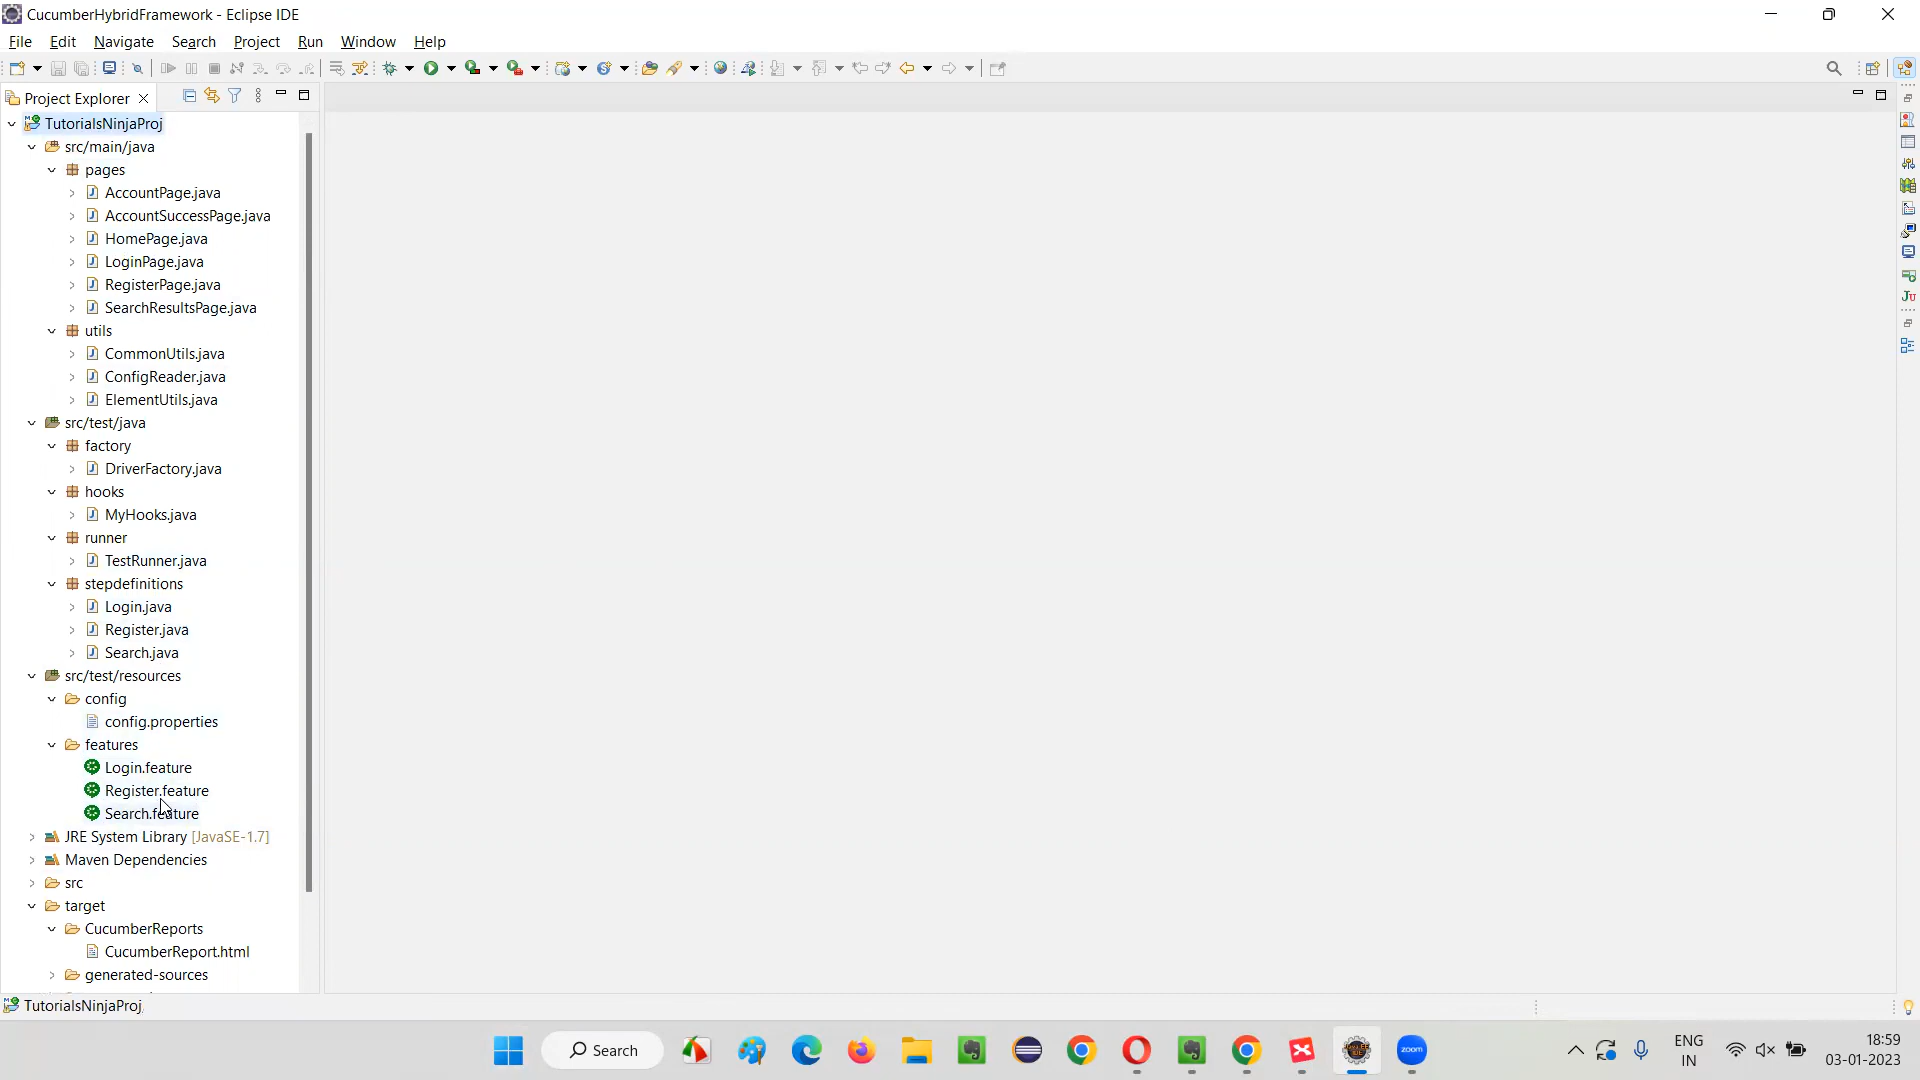 CucumberHybridFramework - Eclipse IDE
File Edit Navigate Search Project Run Window Help
Project Explorer
TutorialsNinjaProj
src/main/java
pages
AccountPage.java
AccountSuccessPage.java
HomePage.java
LoginPage.java
RegisterPage.java
SearchResultsPage.java
utils
CommonUtils.java
ConfigReader.java
ElementUtils.java
src/test/java
factory
DriverFactory.java
hooks
MyHooks.java
runner
TestRunner.java
stepdefinitions
Login.java
Register.java
Search.java
src/test/resources
config
config.properties
features
Login.feature
Register.feature
Search.feature
JRE System Library [JavaSE-1.7]
Maven Dependencies
src
target
CucumberReports
CucumberReport.html
generated-sources
TutorialsNinjaProj
Search
zoom
ENG
IN
18:59
03-01-2023